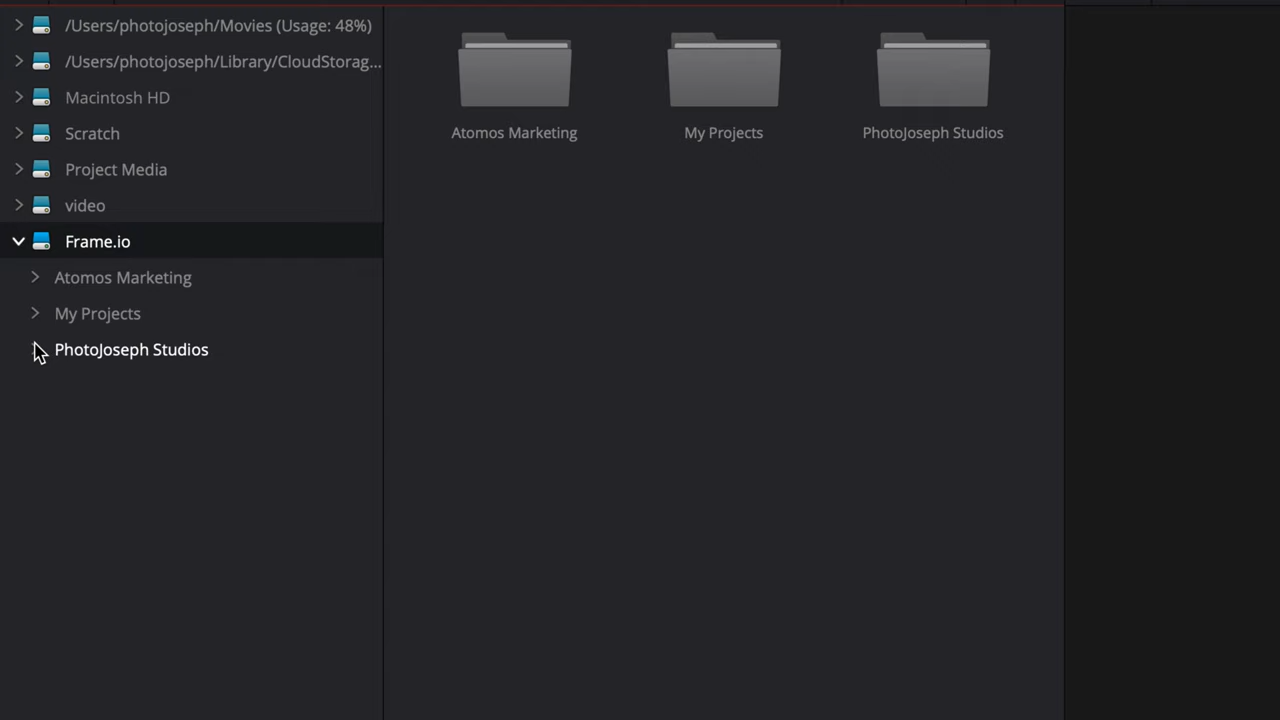 /Users/photojoseph/Movies (Usage: 48%)
/Users/photojoseph/Library/CloudStorag...
Macintosh HD
Scratch
Project Media
video
Frame.io
Atomos Marketing
My Projects
PhotoJoseph Studios
Atomos Marketing
My Projects
PhotoJoseph Studios